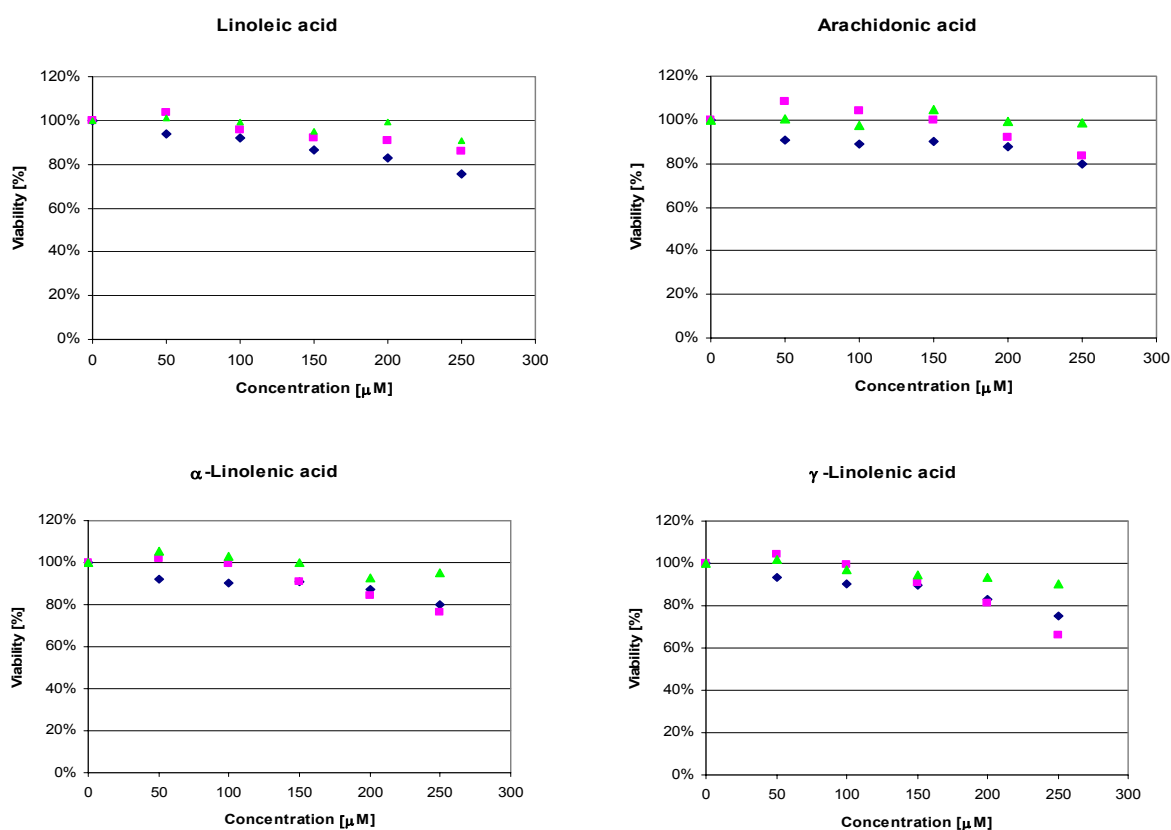 Linoleic acid
120%
100%
80%
60%
40%
20%
0%
Viability [%]
0 50 100 150 200 250 300
Concentration [μM]
Arachidonic acid
120%
100%
80%
60%
40%
20%
0%
Viability [%]
0 50 100 150 200 250 300
Concentration [μM]
α-Linolenic acid
120%
100%
80%
60%
40%
20%
0%
Viability [%]
0 50 100 150 200 250 300
Concentration [μM]
γ -Linolenic acid
120%
100%
80%
60%
40%
20%
0%
Viability [%]
0 50 100 150 200 250 300
Concentration [μM]